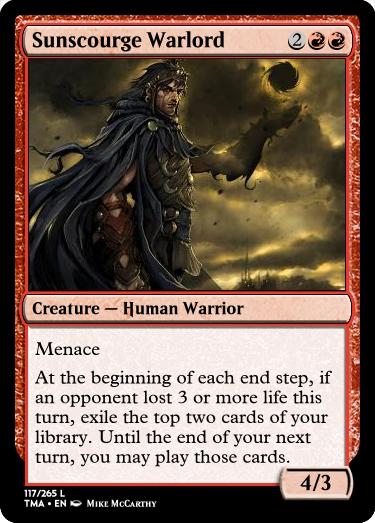 Sunscourge Warlord 2
Creature — Human Warrior
Menace
At the beginning of each end step, if
an opponent lost 3 or more life this
turn, exile the top two cards of your
library. Until the end of your next
turn, you may play those cards.
4/3
117/265 L
TMA • EN Mike McCarthy